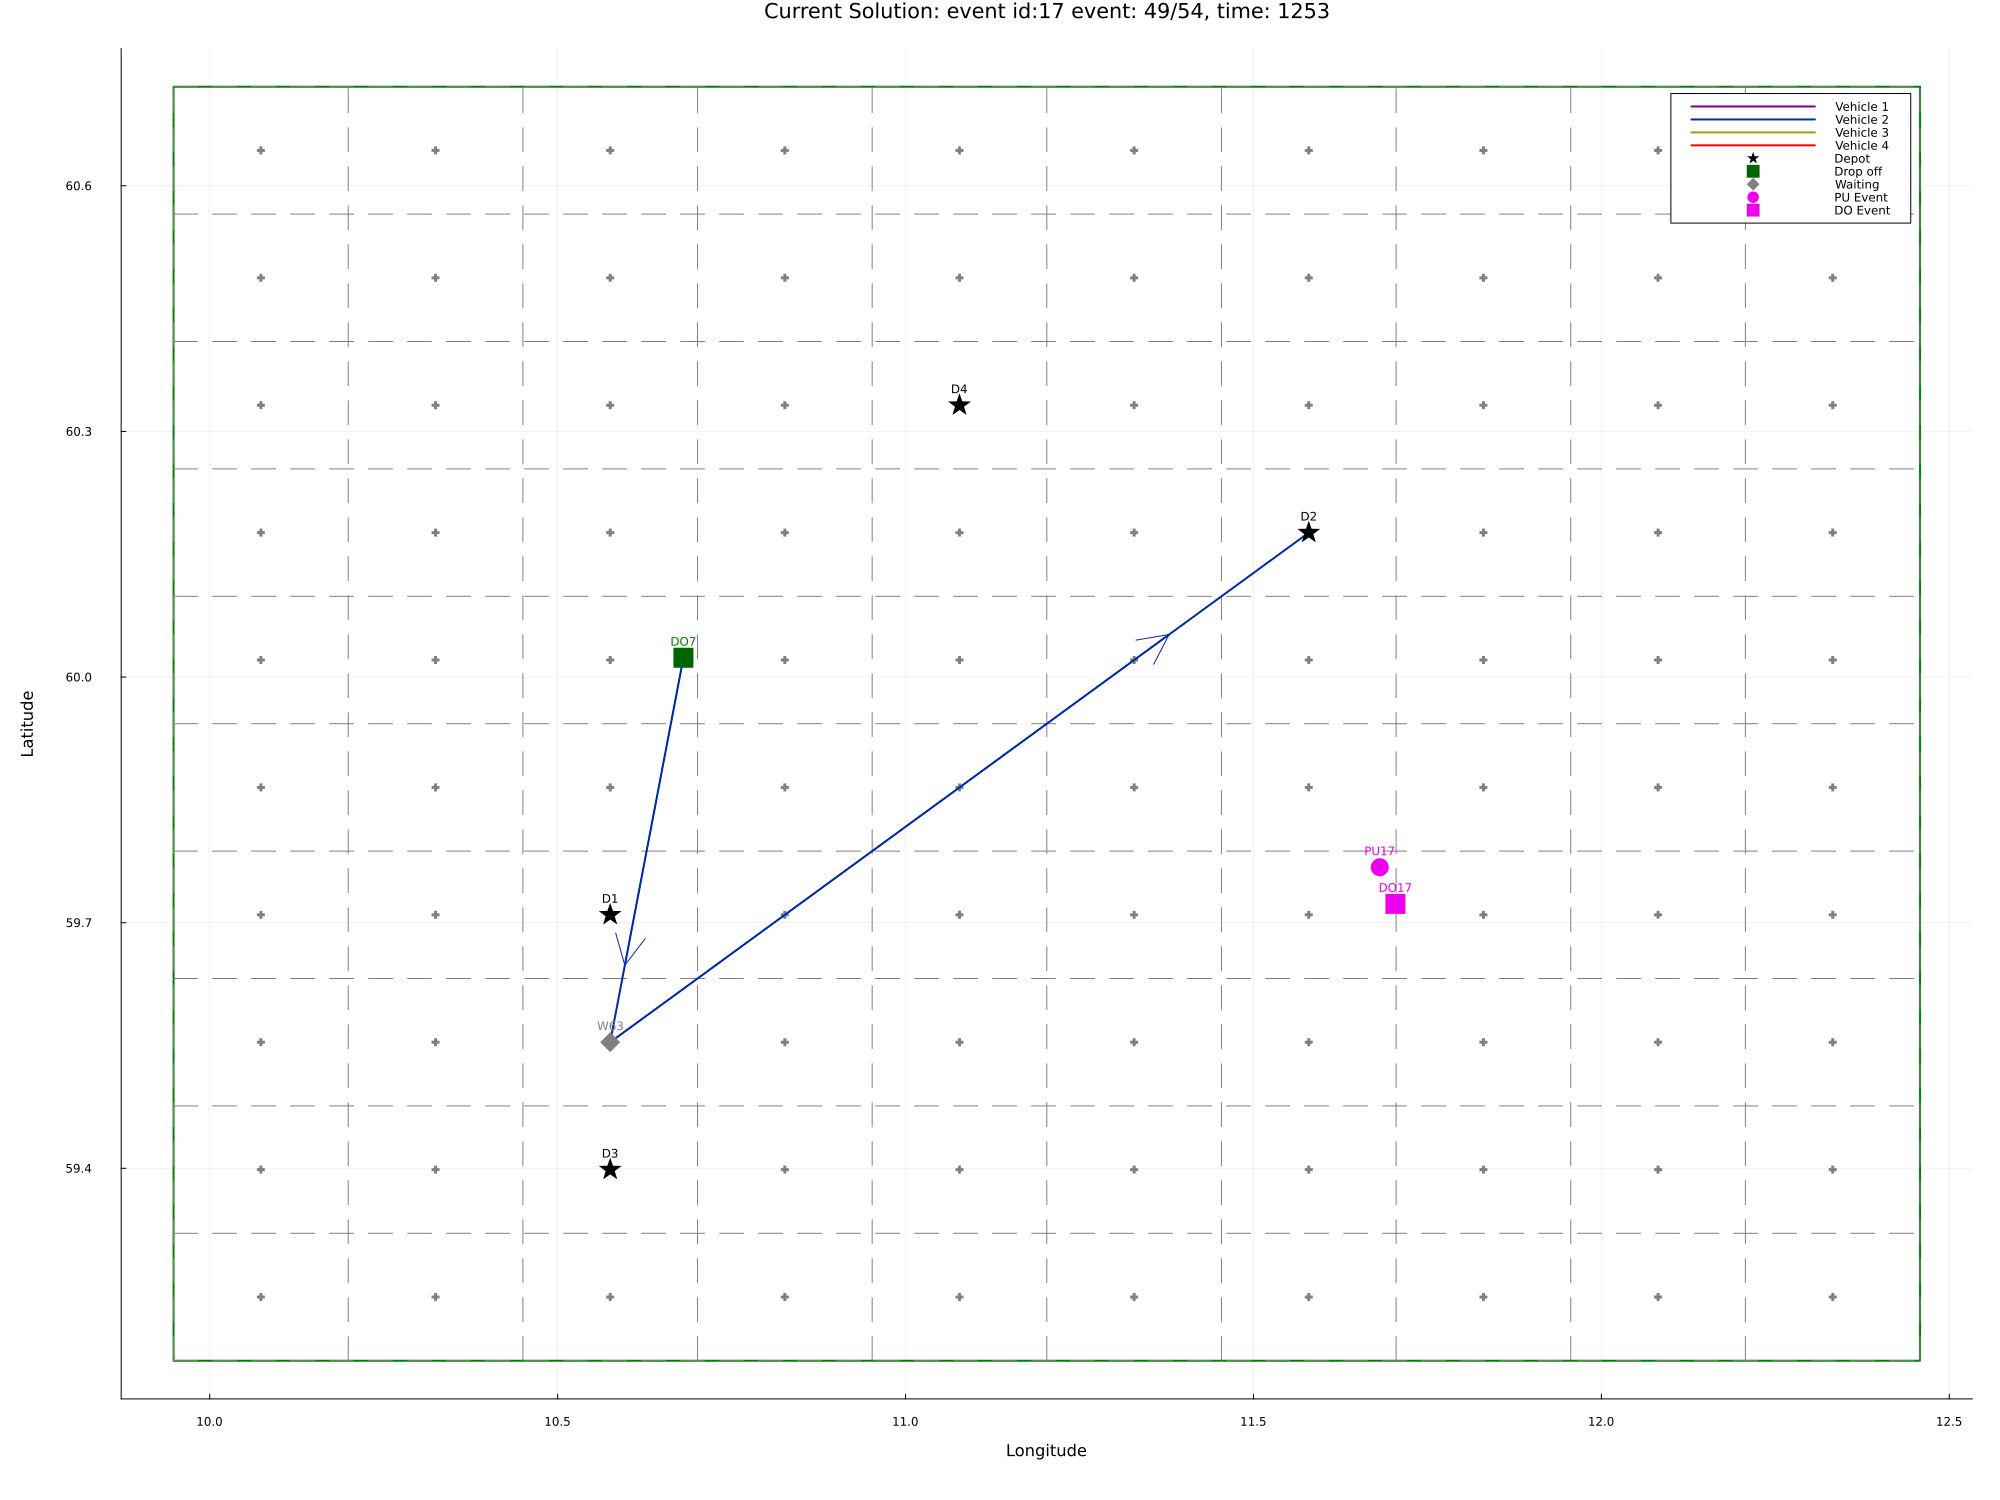 Current Solution: event id:17 event: 49/54, time: 1253
Vehicle 1
Vehicle 2
Vehicle 3
Vehicle 4
Depot
Drop off
Waiting
PU Event
DO Event
60.6
60.3
60.0
59.7
59.4
Latitude
D4
D2
DO7
PU17
DO17
D1
W63
D3
10.0
10.5
11.0
11.5
12.0
12.5
Longitude